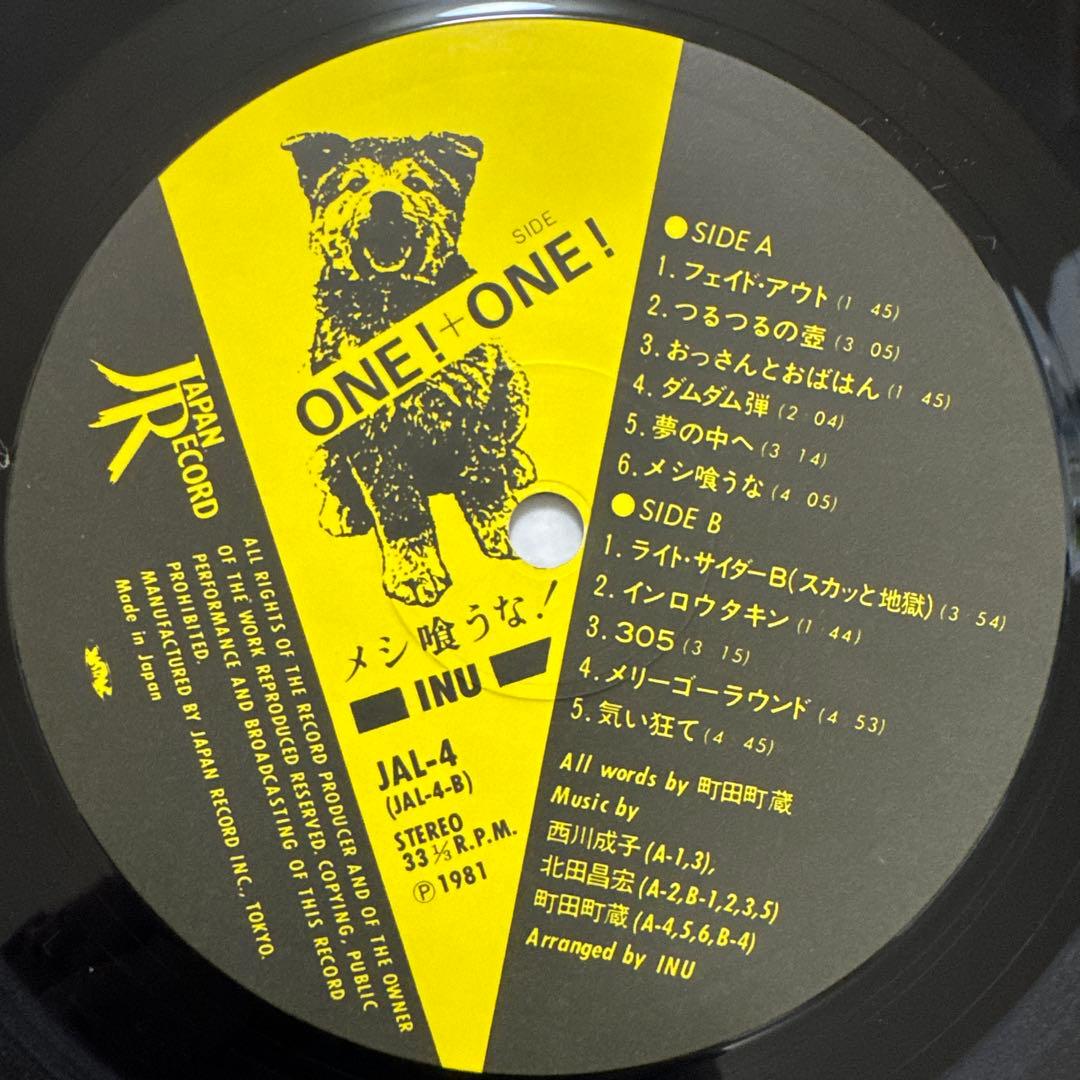 SIDE
ONE!+ONE!
メシ喰うな!
INU
JAL-4
(JAL-4-B)
STEREO
33 ⅓ R.P.M.
Ⓟ 1981
JAPAN
RECORD
ALL RIGHTS OF THE RECORD PRODUCER AND OF THE OWNER
OF THE WORK REPRODUCED RESERVED. COPYING, PUBLIC
PERFORMANCE AND BROADCASTING OF THIS RECORD
PROHIBITED.
MANUFACTURED BY JAPAN RECORD INC., TOKYO.
Made in Japan
●SIDE A
1. フェイド・アウト (1 45)
2. つるつるの壺 (3 05)
3. おっさんとおばはん (1 45)
4. ダムダム弾 (2 04)
5. 夢の中へ (3 14)
6. メシ喰うな (4 05)
●SIDE B
1. ライト・サイダーB(スカッと地獄) (3 54)
2. インロウタキン (1 44)
3. 305 (3 15)
4. メリーゴーラウンド (4 53)
5. 気い狂て (4 45)
All words by 町田町蔵
Music by
西川成子 (A-1,3),
北田昌宏 (A-2,B-1,2,3,5)
町田町蔵 (A-4,5,6,B-4)
Arranged by INU